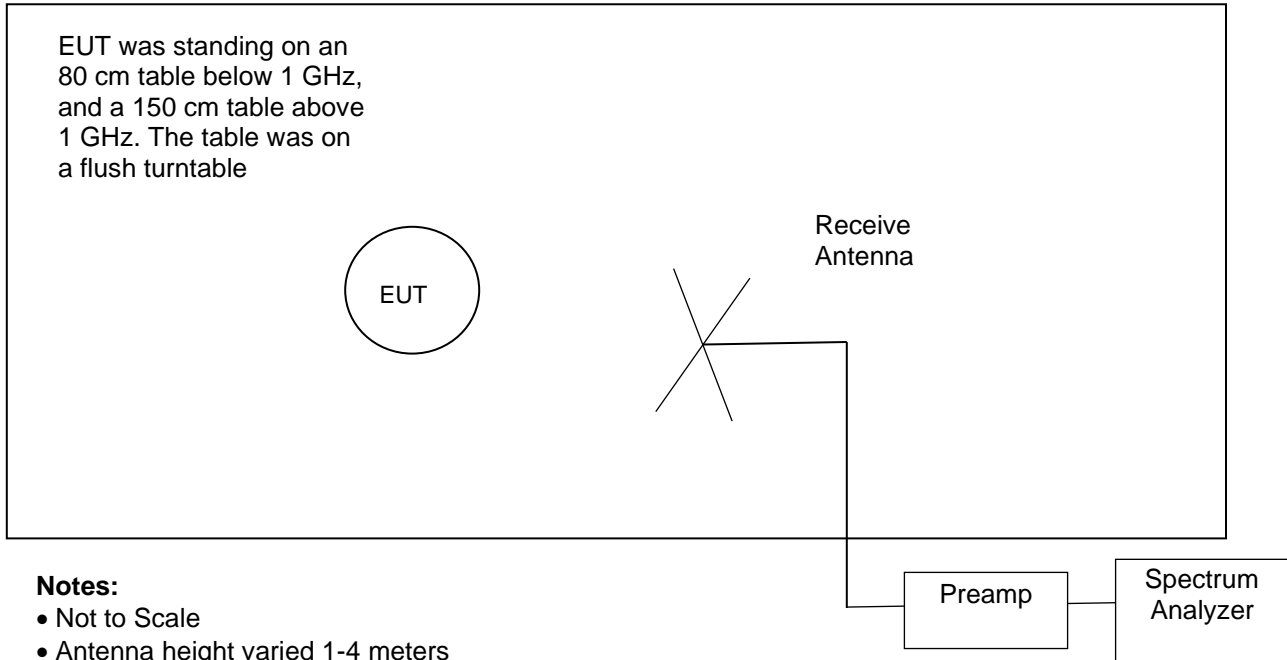 EUT was standing on an
80 cm table below 1 GHz,
and a 150 cm table above
1 GHz. The table was on
a flush turntable
Receive
Antenna
EUT
Preamp
Spectrum
Analyzer
Notes:
• Not to Scale
• Antenna height varied 1-4 meters